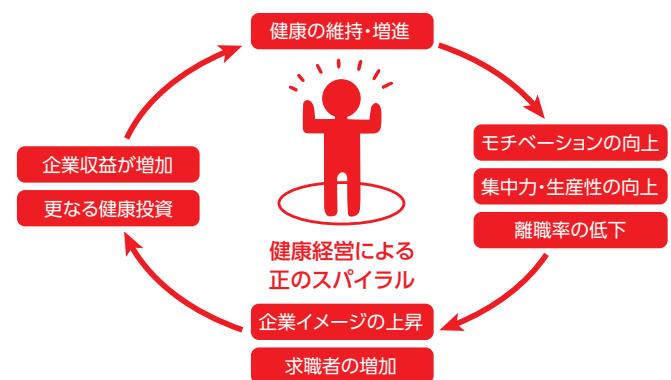 健康の維持・増進
モチベーションの向上
集中力・生産性の向上
離職率の低下
企業イメージの上昇
求職者の増加
企業収益が増加
更なる健康投資
健康経営による
正のスパイラル